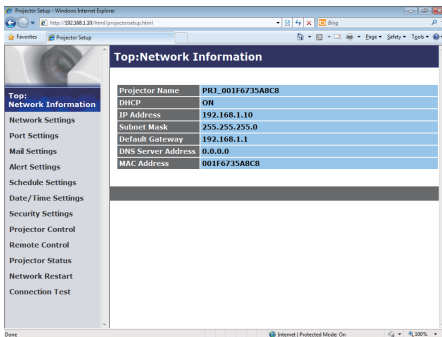 Projector Setup - Windows Internet Explorer
http://192.168.1.10/html/projectorsetup.html
Bing
Favorites Projector Setup
Page Safety Tools
Top:Network Information
Top:
Network Information
Network Settings
Port Settings
Mail Settings
Alert Settings
Schedule Settings
Date/Time Settings
Security Settings
Projector Control
Remote Control
Projector Status
Network Restart
Connection Test
Projector Name PRJ_001F6735A8C8
DHCP ON
IP Address 192.168.1.10
Subnet Mask 255.255.255.0
Default Gateway 192.168.1.1
DNS Server Address 0.0.0.0
MAC Address 001F6735A8C8
Done Internet | Protected Mode: On 100%